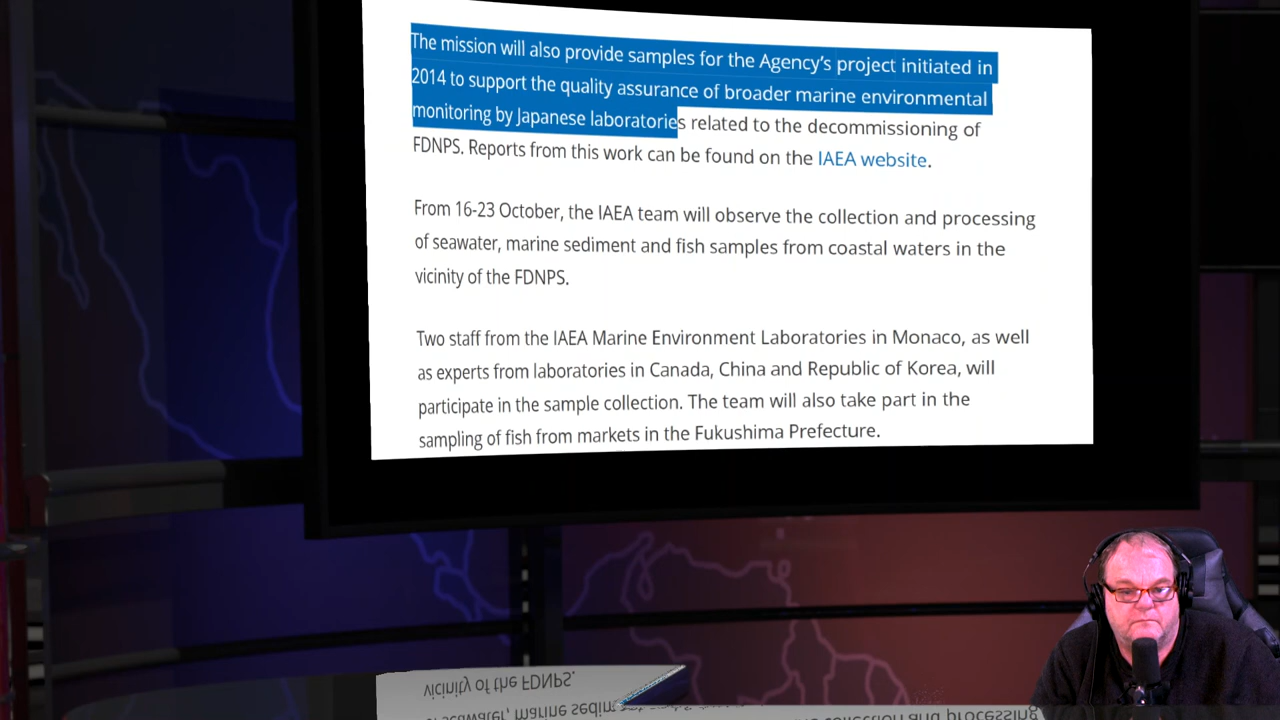 The mission will also provide samples for the Agency's project initiated in
2014 to support the quality assurance of broader marine environmental
monitoring by Japanese laboratories related to the decommissioning of
FDNPS. Reports from this work can be found on the IAEA website.
From 16-23 October, the IAEA team will observe the collection and processing
of seawater, marine sediment and fish samples from coastal waters in the
vicinity of the FDNPS.
Two staff from the IAEA Marine Environment Laboratories in Monaco, as well
as experts from laboratories in Canada, China and Republic of Korea, will
participate in the sample collection. The team will also take part in the
sampling of fish from markets in the Fukushima Prefecture.
vicinity of the FDNPS.
seawater, marine sedim collection and processing